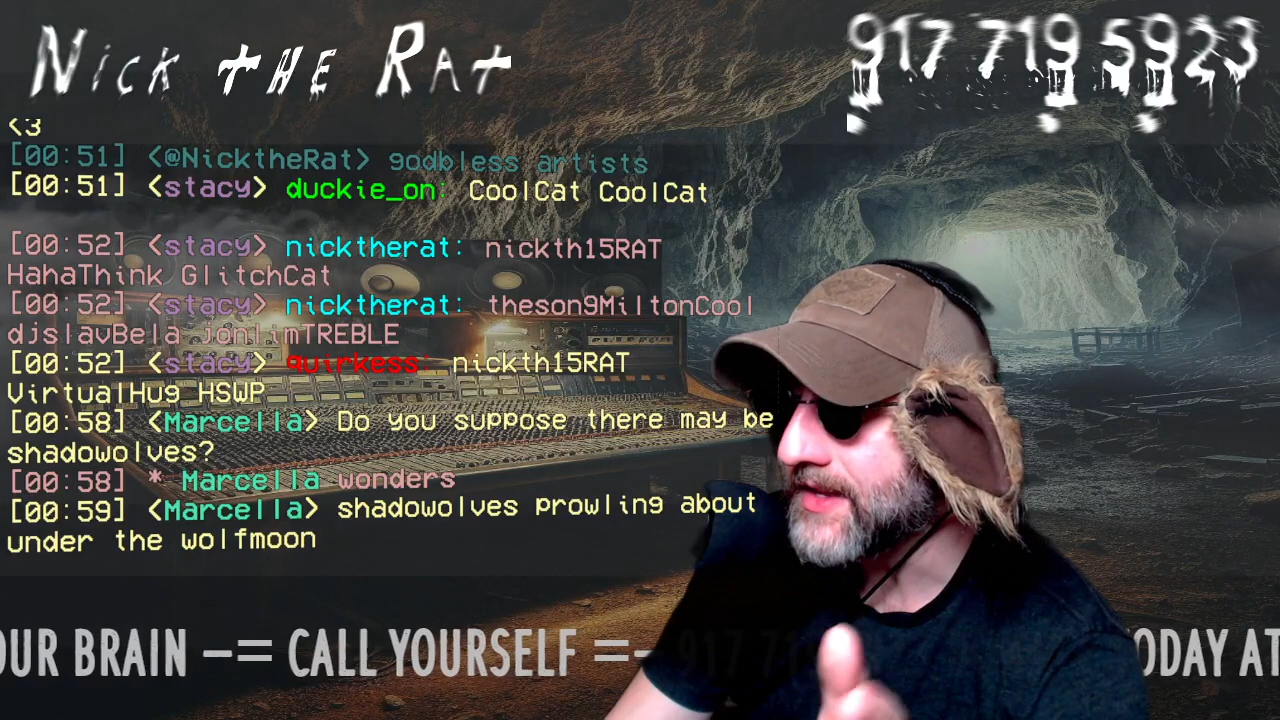 Nick the Rat
917 719 5923
<3
[00:51] <@NicktheRat> godbless artists
[00:51] <stacy> duckie_on: CoolCat CoolCat
[00:52] <stacy> nicktherat: nickth15RAT
HahaThink GlitchCat
[00:52] <stacy> nicktherat: theson9MiltonCool
djslavBela jonlimTREBLE
[00:52] <stacy> quirkess: nickth15RAT
VirtualHug HSWP
[00:58] <Marcella> Do you suppose there may be
shadowolves?
[00:58] * Marcella wonders
[00:59] <Marcella> shadowolves prowling about
under the wolfmoon
OUR BRAIN -= CALL YOURSELF =- 917 71 ODAY AT